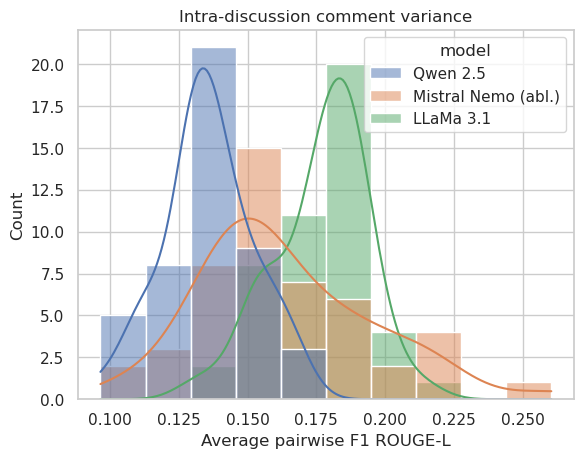 Intra-discussion comment variance
model
Qwen 2.5
Mistral Nemo (abl.)
LLaMa 3.1
Count
20.0
17.5
15.0
12.5
10.0
7.5
5.0
2.5
0.0
0.100 0.125 0.150 0.175 0.200 0.225 0.250
Average pairwise F1 ROUGE-L